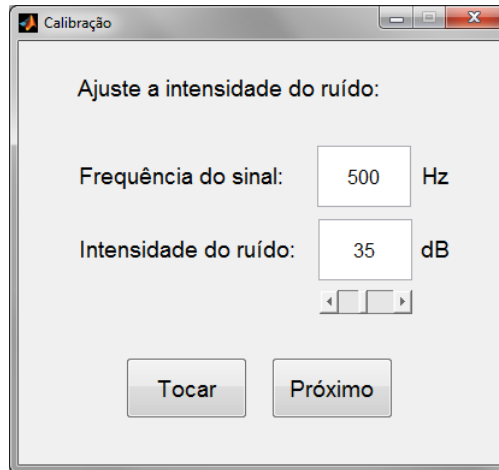 Calibração
Ajuste a intensidade do ruído:
Frequência do sinal: 500 Hz
Intensidade do ruído: 35 dB
Tocar Próximo